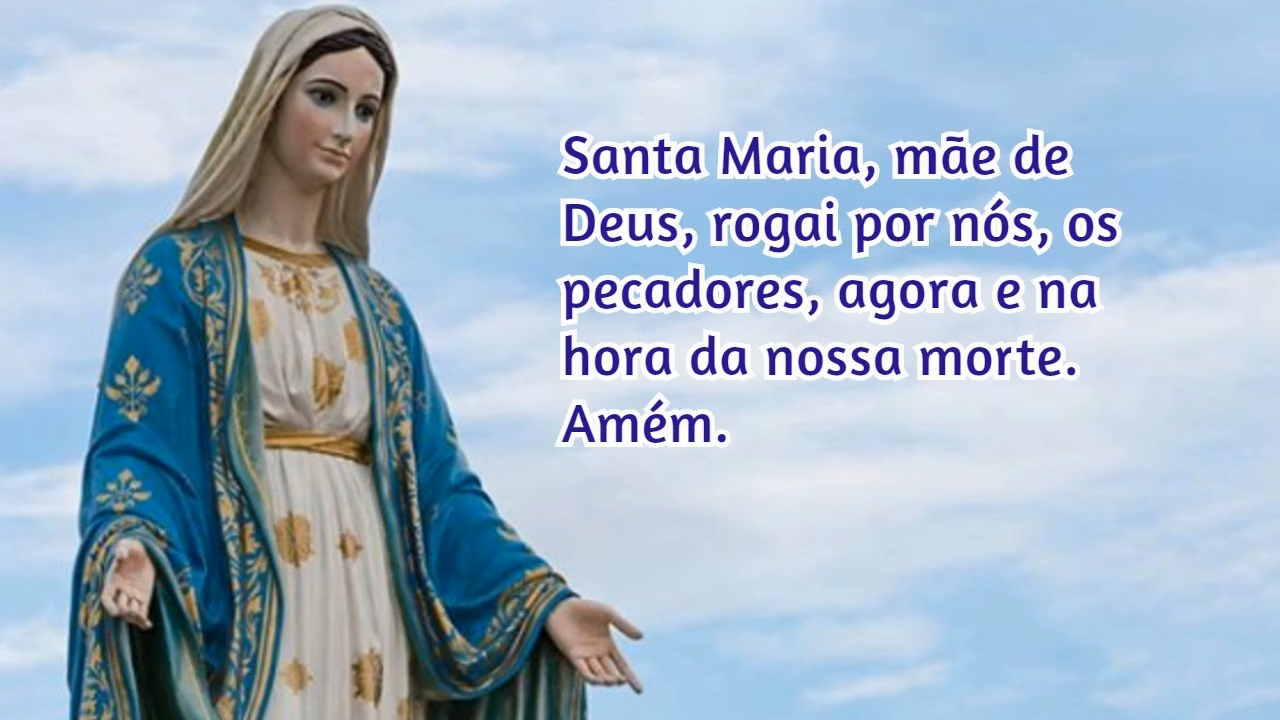 Santa Maria, mãe de
Deus, rogai por nós, os
pecadores, agora e na
hora da nossa morte.
Amém.